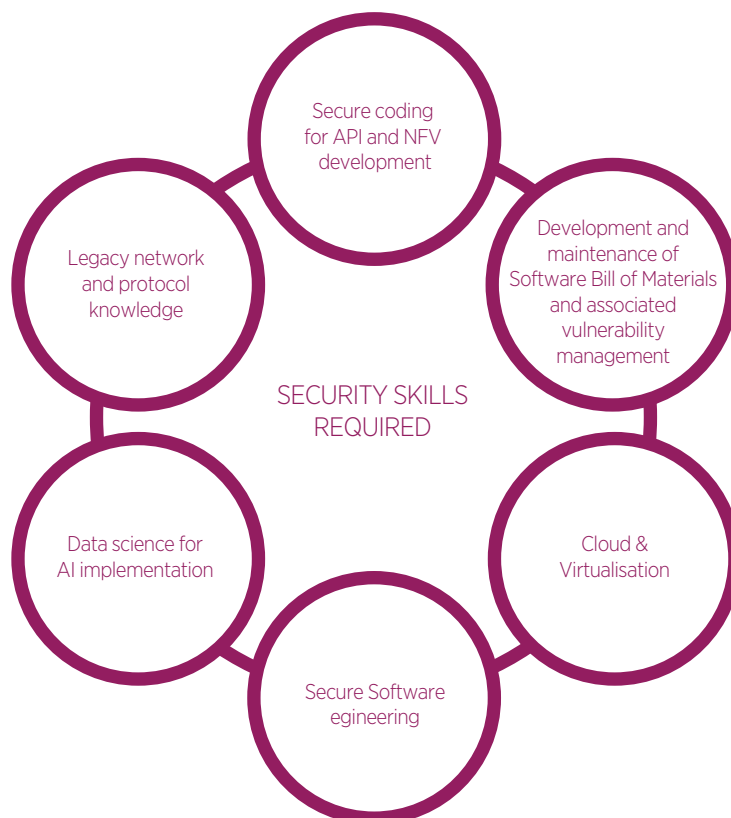 Secure coding
for API and NFV
development
Development and
maintenance of
Software Bill of Materials
and associated
vulnerability
management
Legacy network
and protocol
knowledge
SECURITY SKILLS
REQUIRED
Data science for
AI implementation
Cloud &
Virtualisation
Secure Software
egineering